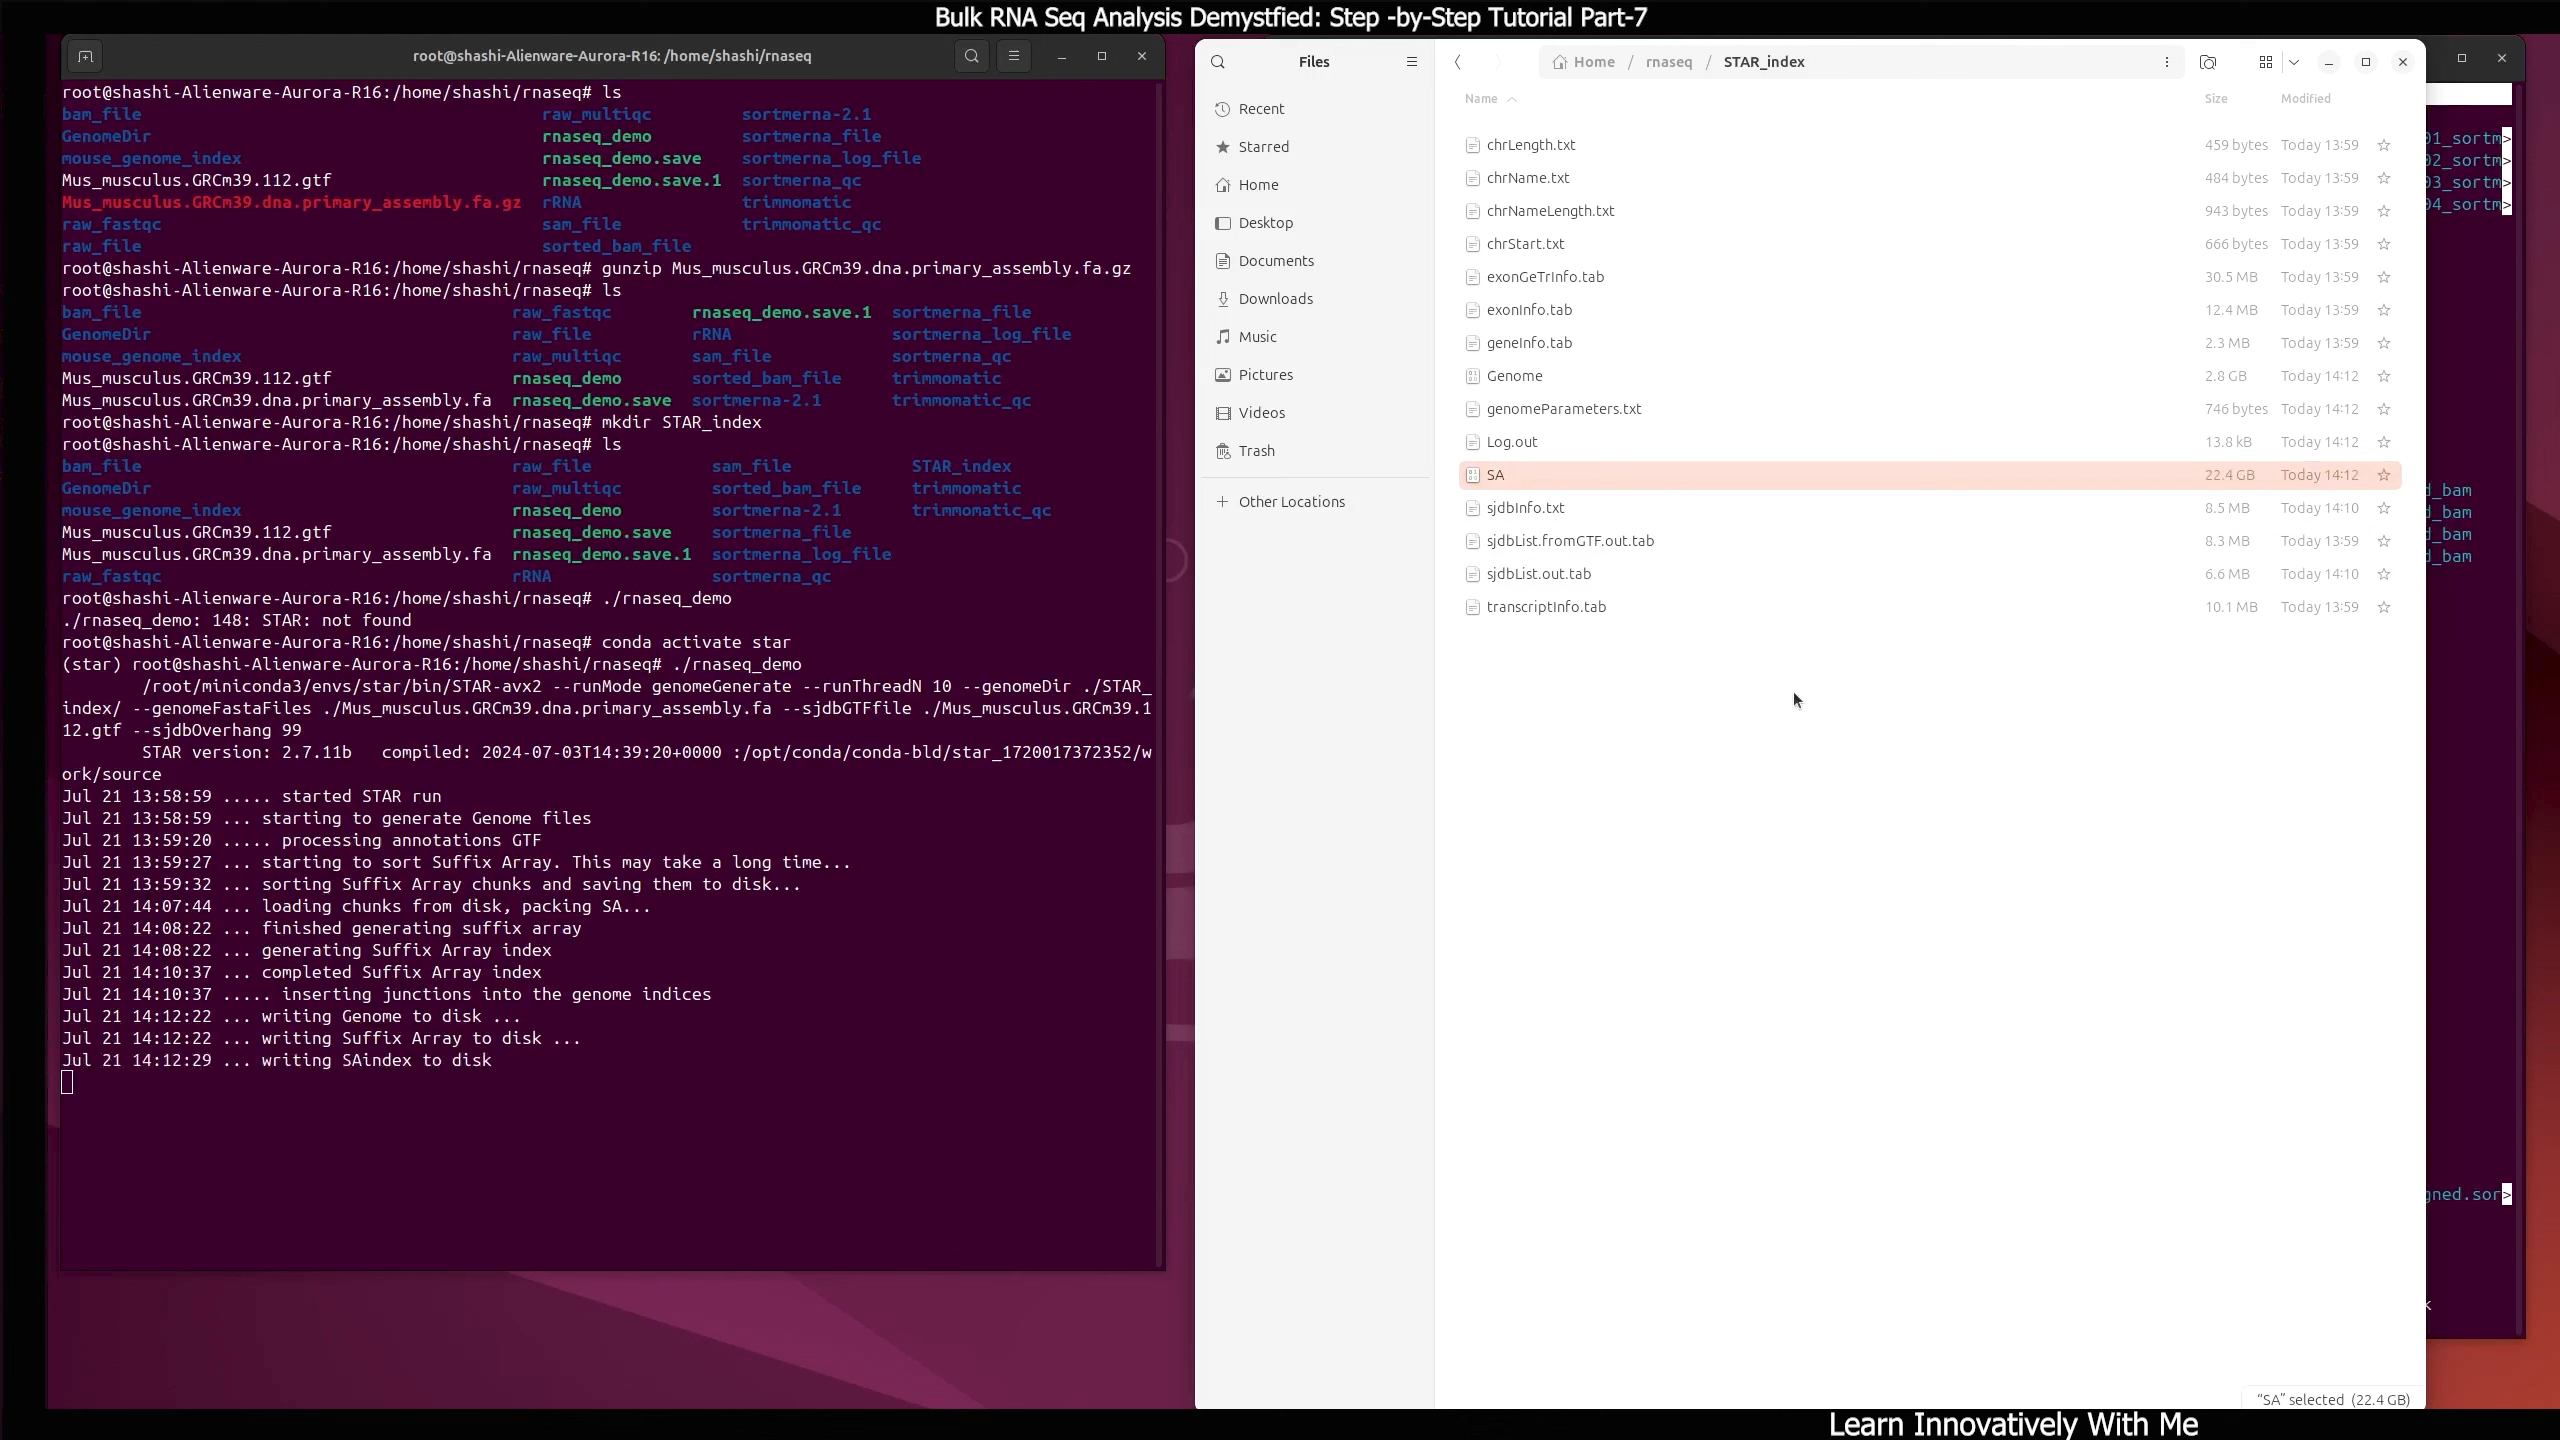 Bulk RNA Seq Analysis Demystfied: Step -by-Step Tutorial Part-7
root@shashi-Alienware-Aurora-R16: /home/shashi/rnaseq
root@shashi-Alienware-Aurora-R16:/home/shashi/rnaseq# ls
bam_file raw_multiqc sortmerna-2.1
GenomeDir rnaseq_demo sortmerna_file
mouse_genome_index rnaseq_demo.save sortmerna_log_file
Mus_musculus.GRCm39.112.gtf rnaseq_demo.save.1 sortmerna_qc
Mus_musculus.GRCm39.dna.primary_assembly.fa.gz rRNA trimmomatic
raw_fastqc sam_file trimmomatic_qc
raw_file sorted_bam_file
root@shashi-Alienware-Aurora-R16:/home/shashi/rnaseq# gunzip Mus_musculus.GRCm39.dna.primary_assembly.fa.gz
root@shashi-Alienware-Aurora-R16:/home/shashi/rnaseq# ls
bam_file raw_fastqc rnaseq_demo.save.1 sortmerna_file
GenomeDir raw_file rRNA sortmerna_log_file
mouse_genome_index raw_multiqc sam_file sortmerna_qc
Mus_musculus.GRCm39.112.gtf rnaseq_demo sorted_bam_file trimmomatic
Mus_musculus.GRCm39.dna.primary_assembly.fa rnaseq_demo.save sortmerna-2.1 trimmomatic_qc
root@shashi-Alienware-Aurora-R16:/home/shashi/rnaseq# mkdir STAR_index
root@shashi-Alienware-Aurora-R16:/home/shashi/rnaseq# ls
bam_file raw_file sam_file STAR_index
GenomeDir raw_multiqc sorted_bam_file trimmomatic
mouse_genome_index rnaseq_demo sortmerna-2.1 trimmomatic_qc
Mus_musculus.GRCm39.112.gtf rnaseq_demo.save sortmerna_file
Mus_musculus.GRCm39.dna.primary_assembly.fa rnaseq_demo.save.1 sortmerna_log_file
raw_fastqc rRNA sortmerna_qc
root@shashi-Alienware-Aurora-R16:/home/shashi/rnaseq# ./rnaseq_demo
./rnaseq_demo: 148: STAR: not found
root@shashi-Alienware-Aurora-R16:/home/shashi/rnaseq# conda activate star
(star) root@shashi-Alienware-Aurora-R16:/home/shashi/rnaseq# ./rnaseq_demo
/root/miniconda3/envs/star/bin/STAR-avx2 --runMode genomeGenerate --runThreadN 10 --genomeDir ./STAR_
index/ --genomeFastaFiles ./Mus_musculus.GRCm39.dna.primary_assembly.fa --sjdbGTFfile ./Mus_musculus.GRCm39.1
12.gtf --sjdbOverhang 99
STAR version: 2.7.11b compiled: 2024-07-03T14:39:20+0000 :/opt/conda/conda-bld/star_1720017372352/w
ork/source
Jul 21 13:58:59 ..... started STAR run
Jul 21 13:58:59 ... starting to generate Genome files
Jul 21 13:59:20 ..... processing annotations GTF
Jul 21 13:59:27 ... starting to sort Suffix Array. This may take a long time...
Jul 21 13:59:32 ... sorting Suffix Array chunks and saving them to disk...
Jul 21 14:07:44 ... loading chunks from disk, packing SA...
Jul 21 14:08:22 ... finished generating suffix array
Jul 21 14:08:22 ... generating Suffix Array index
Jul 21 14:10:37 ... completed Suffix Array index
Jul 21 14:10:37 ..... inserting junctions into the genome indices
Jul 21 14:12:22 ... writing Genome to disk ...
Jul 21 14:12:22 ... writing Suffix Array to disk ...
Jul 21 14:12:29 ... writing SAindex to disk
Files
Recent
Starred
Home
Desktop
Documents
Downloads
Music
Pictures
Videos
Trash
+ Other Locations
Home / rnaseq / STAR_index
Name Size Modified
chrLength.txt 459 bytes Today 13:59
chrName.txt 484 bytes Today 13:59
chrNameLength.txt 943 bytes Today 13:59
chrStart.txt 666 bytes Today 13:59
exonGeTrInfo.tab 30.5 MB Today 13:59
exonInfo.tab 12.4 MB Today 13:59
geneInfo.tab 2.3 MB Today 13:59
Genome 2.8 GB Today 14:12
genomeParameters.txt 746 bytes Today 14:12
Log.out 13.8 kB Today 14:12
SA 22.4 GB Today 14:12
sjdbInfo.txt 8.5 MB Today 14:10
sjdbList.fromGTF.out.tab 8.3 MB Today 13:59
sjdbList.out.tab 6.6 MB Today 14:10
transcriptInfo.tab 10.1 MB Today 13:59
"SA" selected (22.4 GB)
01_sortm>
02_sortm>
03_sortm>
04_sortm>
d_bam
d_bam
d_bam
d_bam
gned.sor>
Learn Innovatively With Me